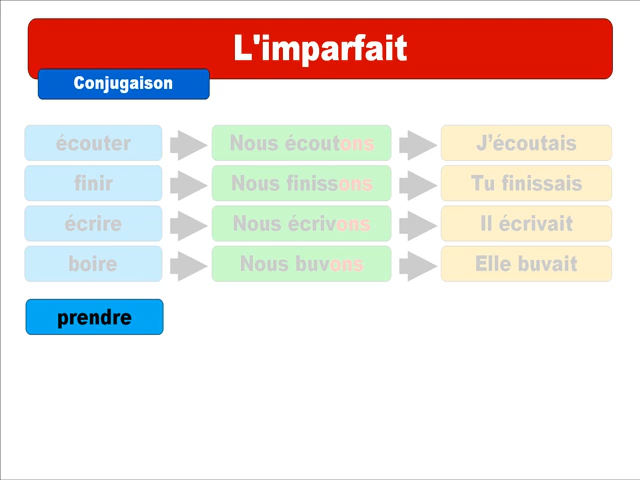 L'imparfait
Conjugaison
écouter Nous écoutons J'écoutais
finir Nous finissons Tu finissais
écrire Nous écrivons Il écrivait
boire Nous buvons Elle buvait
prendre